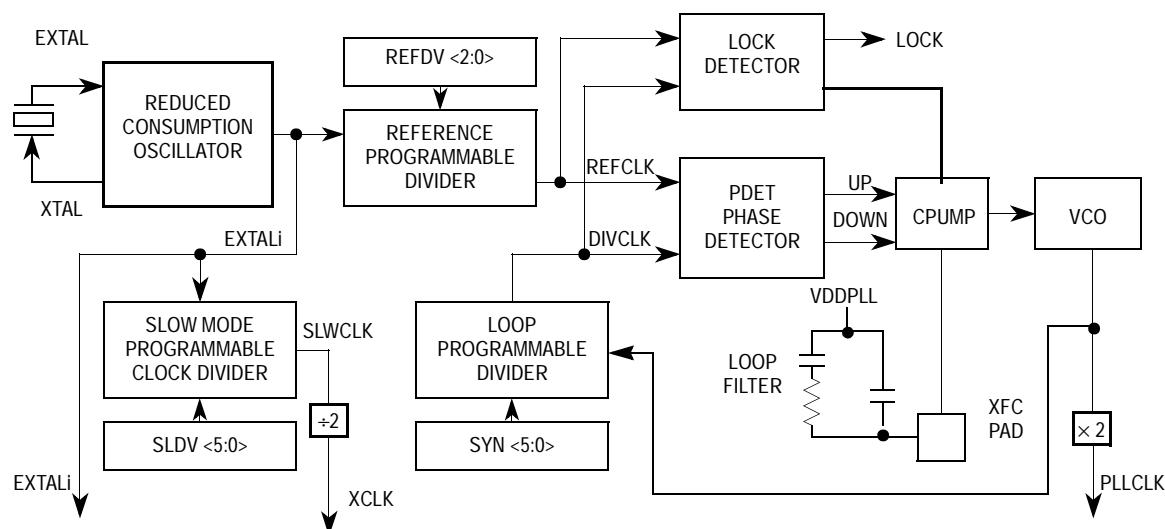 EXTAL
REDUCED
CONSUMPTION
OSCILLATOR
XTAL
REFDV <2:0>
REFERENCE
PROGRAMMABLE
DIVIDER
LOCK
DETECTOR
LOCK
REFCLK
DIVCLK
PDET
PHASE
DETECTOR
UP
DOWN
CPUMP
VCO
EXTALi
SLOW MODE
PROGRAMMABLE
CLOCK DIVIDER
SLWCLK
÷2
SLDV <5:0>
EXTALi
XCLK
LOOP
PROGRAMMABLE
DIVIDER
SYN <5:0>
VDDPLL
LOOP
FILTER
XFC
PAD
× 2
PLLCLK